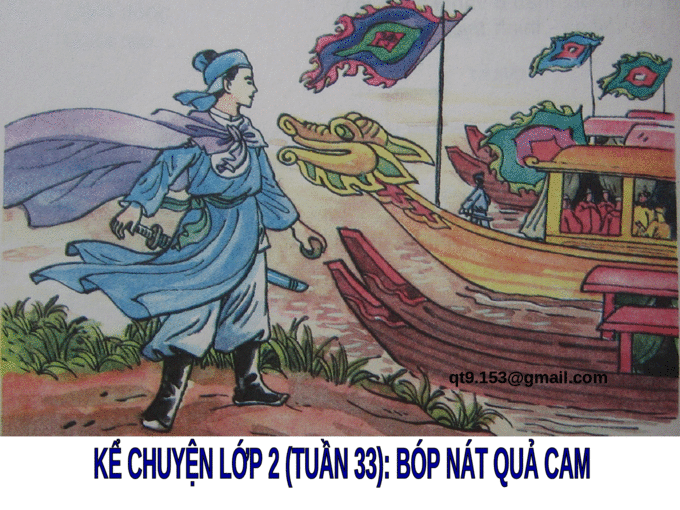 qt9.153@gmail.com
KỂ CHUYỆN LỚP 2 (TUẦN 33): BÓP NÁT QUẢ CAM